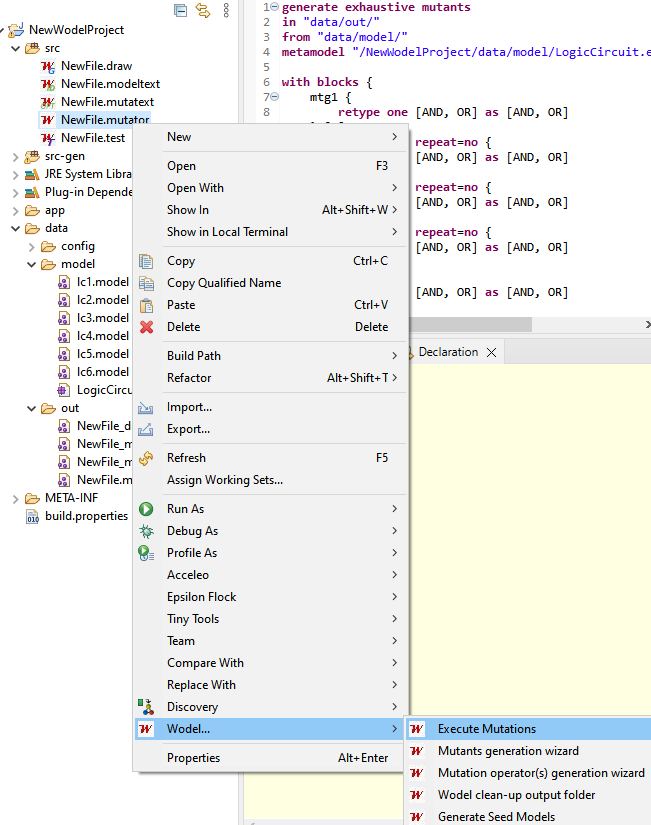 NewWodelProject
src
NewFile.draw
NewFile.modeltext
NewFile.mutatext
NewFile.mutator
NewFile.test
src-gen
JRE System Libra
Plug-in Depende
app
data
config
model
lc1.model
lc2.model
lc3.model
lc4.model
lc5.model
lc6.model
LogicCircu
out
NewFile_d
NewFile_m
NewFile_m
NewFile.m
META-INF
build.properties
1 generate exhaustive mutants
2 in "data/out/"
3 from "data/model/"
4 metamodel "/NewWodelProject/data/model/LogicCircuit.e
5
6 with blocks {
7 mtg1 {
8 retype one [AND, OR] as [AND, OR]
repeat=no {
[AND, OR] as [AND, OR]
repeat=no {
[AND, OR] as [AND, OR]
repeat=no {
[AND, OR] as [AND, OR]
[AND, OR] as [AND, OR]
Declaration
New
Open F3
Open With
Show In Alt+Shift+W
Show in Local Terminal
Copy Ctrl+C
Copy Qualified Name
Paste Ctrl+V
Delete Delete
Build Path
Refactor Alt+Shift+T
Import...
Export...
Refresh F5
Assign Working Sets...
Run As
Debug As
Profile As
Acceleo
Epsilon Flock
Tiny Tools
Team
Compare With
Replace With
Discovery
Wodel...
Properties Alt+Enter
Execute Mutations
Mutants generation wizard
Mutation operator(s) generation wizard
Wodel clean-up output folder
Generate Seed Models